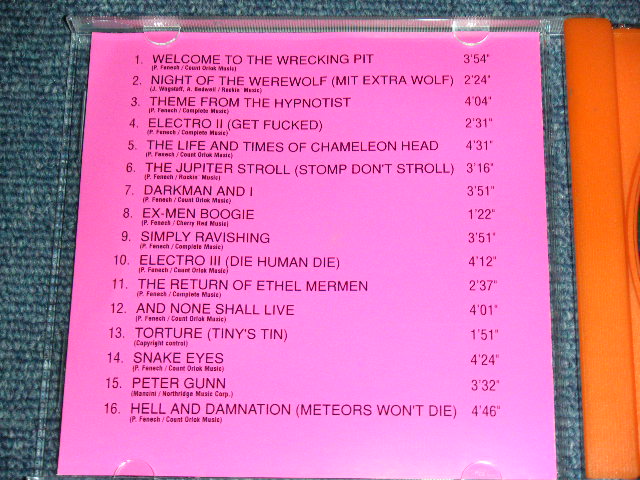 1. WELCOME TO THE WRECKING PIT 3'54"
(P. Fenech / Count Orlok Music)
2. NIGHT OF THE WEREWOLF (MIT EXTRA WOLF) 2'24"
(J. Wagstaff, A. Bedwell / Rockin' Music)
3. THEME FROM THE HYPNOTIST 4'04"
(P. Fenech / Complete Music)
4. ELECTRO II (GET FUCKED) 2'31"
(P. Fenech / Complete Music)
5. THE LIFE AND TIMES OF CHAMELEON HEAD 4'31"
(P. Fenech / Count Orlok Music)
6. THE JUPITER STROLL (STOMP DON'T STROLL) 3'16"
(P. Fenech / Rockin' Music)
7. DARKMAN AND I 3'51"
(P. Fenech / Count Orlok Music)
8. EX-MEN BOOGIE 1'22"
(P. Fenech / Cherry Red Music)
9. SIMPLY RAVISHING 3'51"
(P. Fenech / Complete Music)
10. ELECTRO III (DIE HUMAN DIE) 4'12"
(P. Fenech / Count Orlok Music)
11. THE RETURN OF ETHEL MERMEN 2'37"
(P. Fenech / Complete Music)
12. AND NONE SHALL LIVE 4'01"
(P. Fenech / Count Orlok Music)
13. TORTURE (TINY'S TIN) 1'51"
(Copyright control)
14. SNAKE EYES 4'24"
(P. Fenech / Count Orlok Music)
15. PETER GUNN 3'32"
(Mancini / Northridge Music Corp.)
16. HELL AND DAMNATION (METEORS WON'T DIE) 4'46"
(P. Fenech / Count Orlok Music)